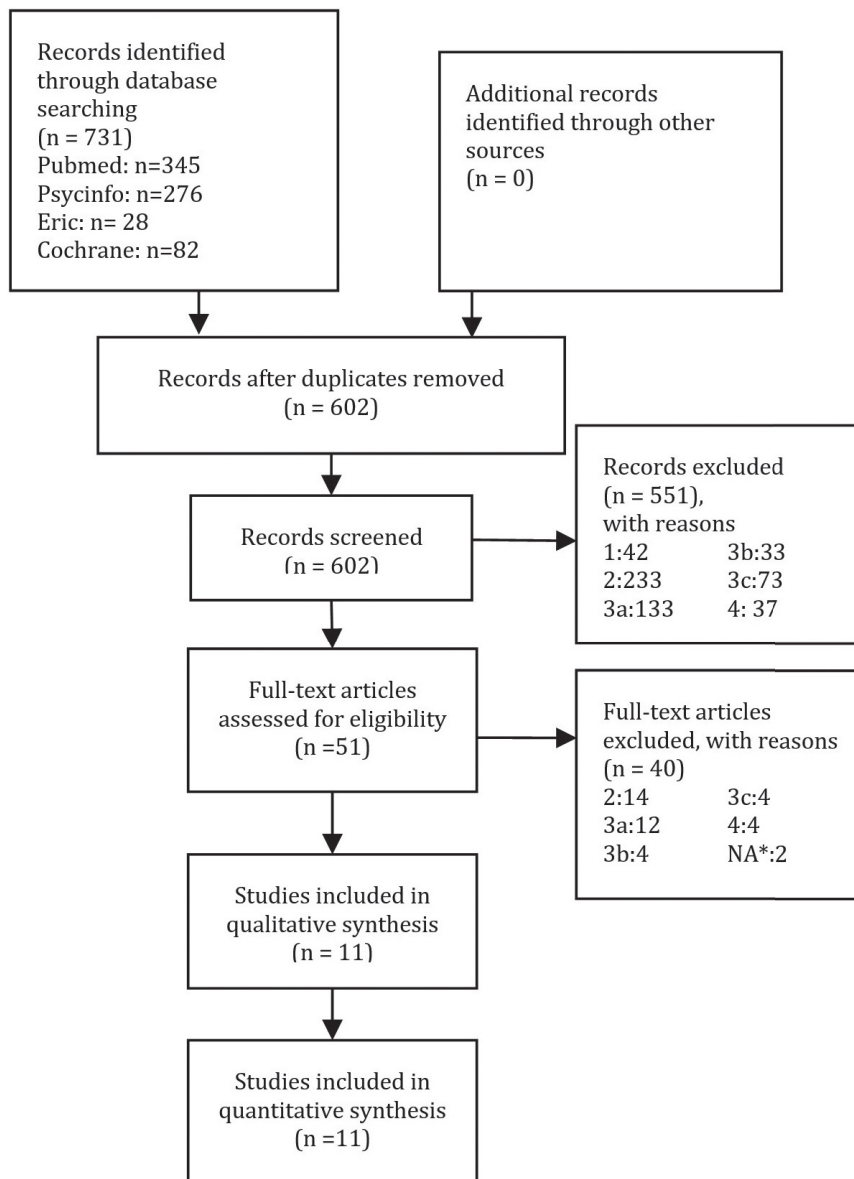 Records identified
through database
searching
(n = 731)
Pubmed: n=345
Psycinfo: n=276
Eric: n= 28
Cochrane: n=82
Additional records
identified through other
sources
(n = 0)
Records after duplicates removed
(n = 602)
Records screened
(n = 602)
Records excluded
(n = 551),
with reasons
1:42 3b:33
2:233 3c:73
3a:133 4: 37
Full-text articles
assessed for eligibility
(n =51)
Full-text articles
excluded, with reasons
(n = 40)
2:14 3c:4
3a:12 4:4
3b:4 NA*:2
Studies included in
qualitative synthesis
(n = 11)
Studies included in
quantitative synthesis
(n =11)